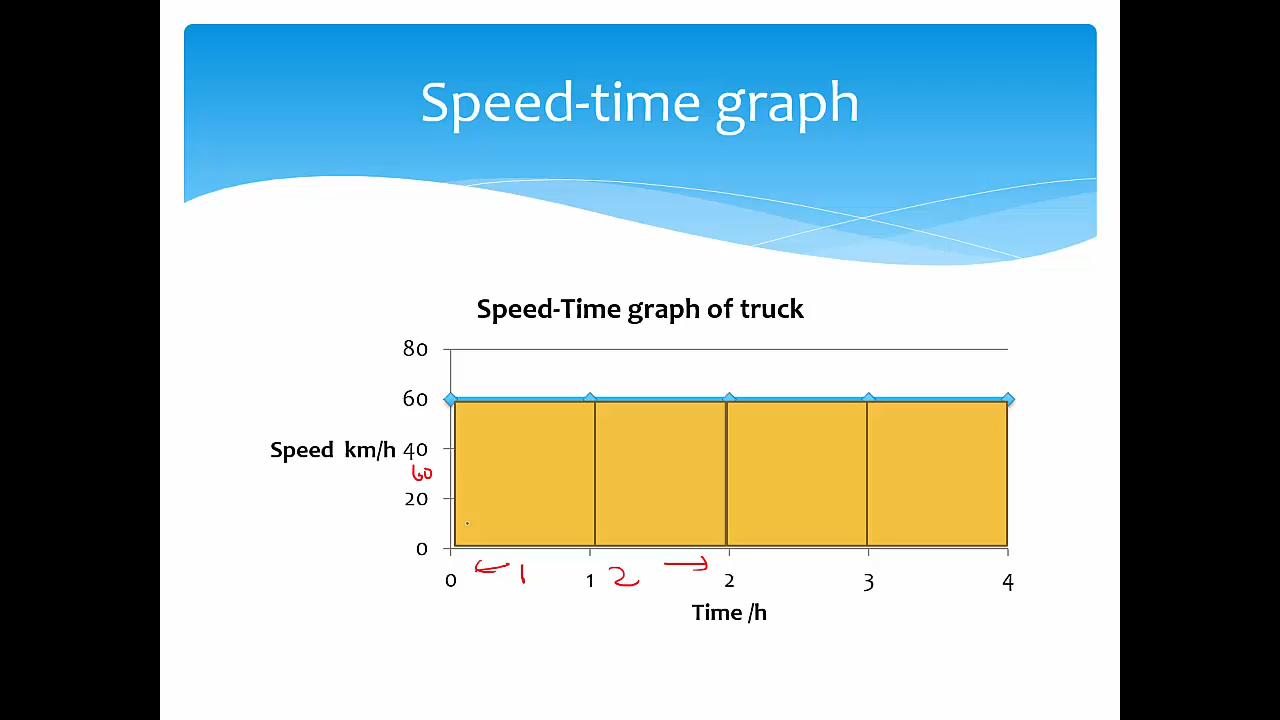 Speed-time graph
Speed-Time graph of truck
80
60
Speed km/h 40
60
20
0
1 2
0 1 2 3 4
Time /h